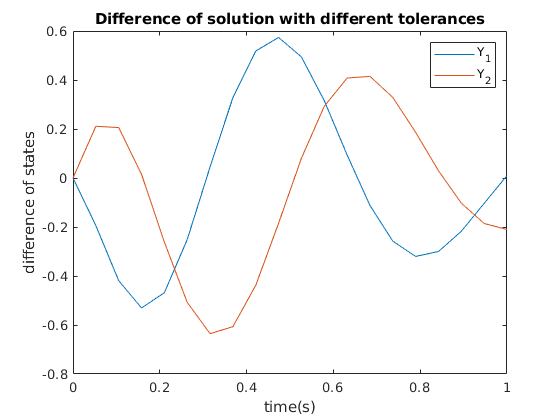 Difference of solution with different tolerances
Y1
Y2
0.6
0.4
0.2
0
-0.2
-0.4
-0.6
-0.8
difference of states
0
0.2
0.4
0.6
0.8
1
time(s)